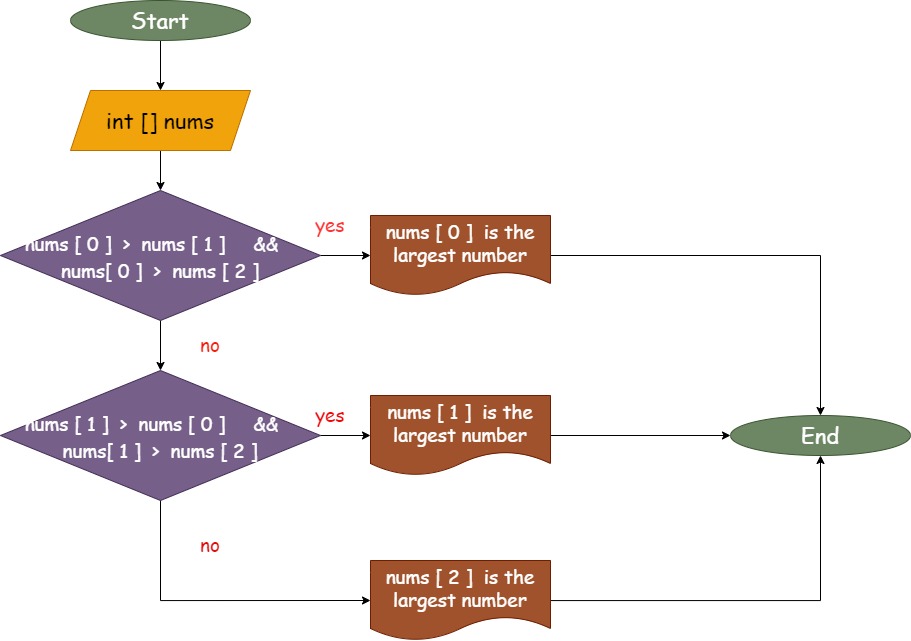 Start
int [] nums
nums [ 0 ] > nums [ 1 ] &&
nums[ 0 ] > nums [ 2 ]
yes
nums [ 0 ] is the
largest number
no
nums [ 1 ] > nums [ 0 ] &&
nums[ 1 ] > nums [ 2 ]
yes
nums [ 1 ] is the
largest number
End
no
nums [ 2 ] is the
largest number